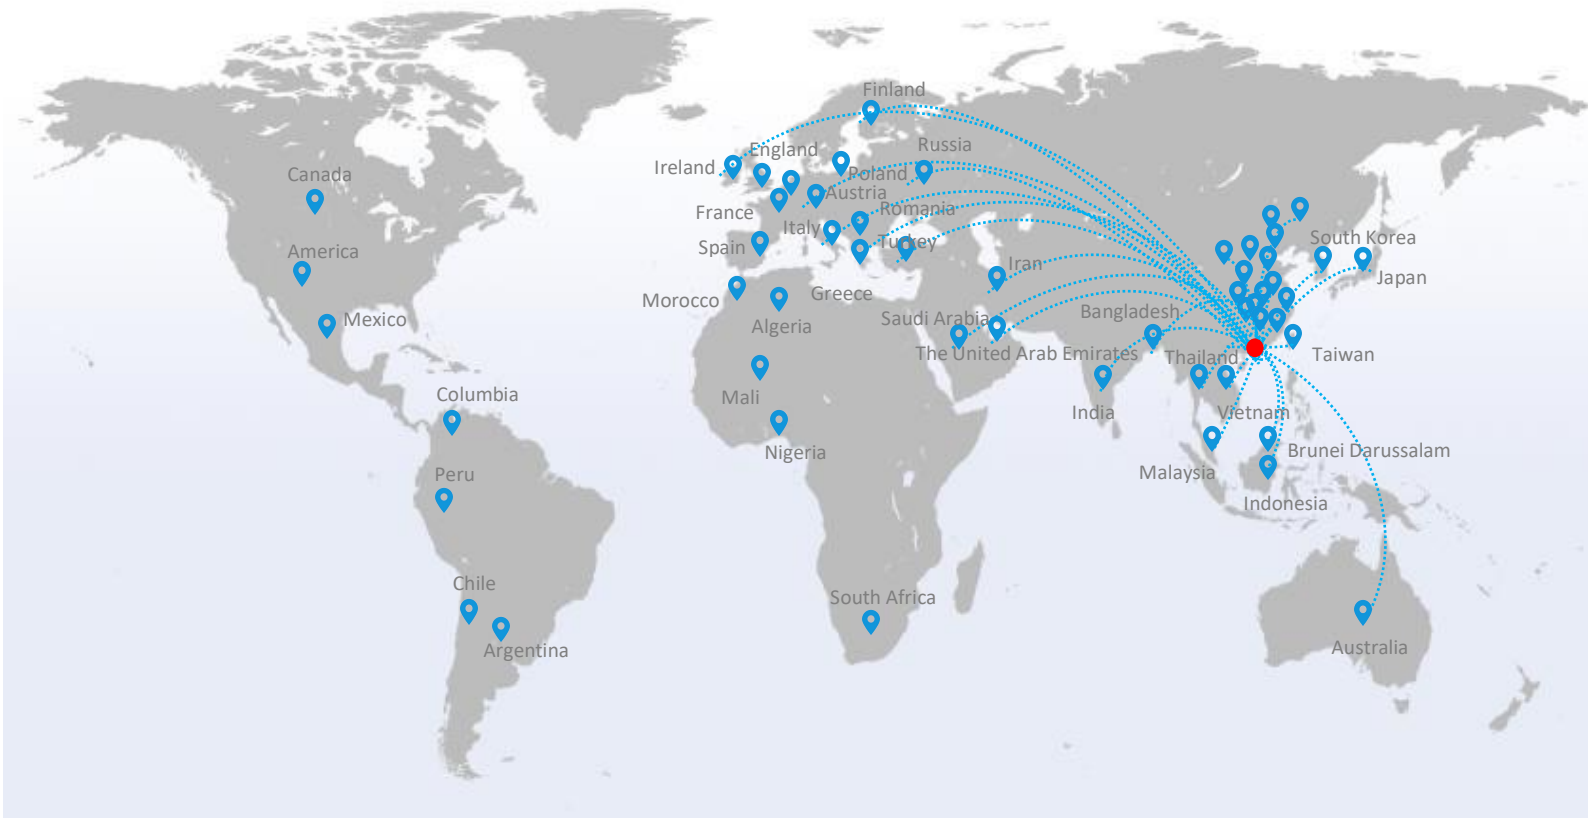 Finland
England
Russia
Ireland
Poland
Canada
Austria
France
Romania
Italy
South Korea
Spain
Turkey
America
Iran
Japan
Morocco
Greece
Algeria
Saudi Arabia
Bangladesh
Mexico
The United Arab Emirates
Thailand
Taiwan
Mali
Columbia
India
Vietnam
Nigeria
Brunei Darussalam
Malaysia
Peru
Indonesia
Chile
South Africa
Argentina
Australia